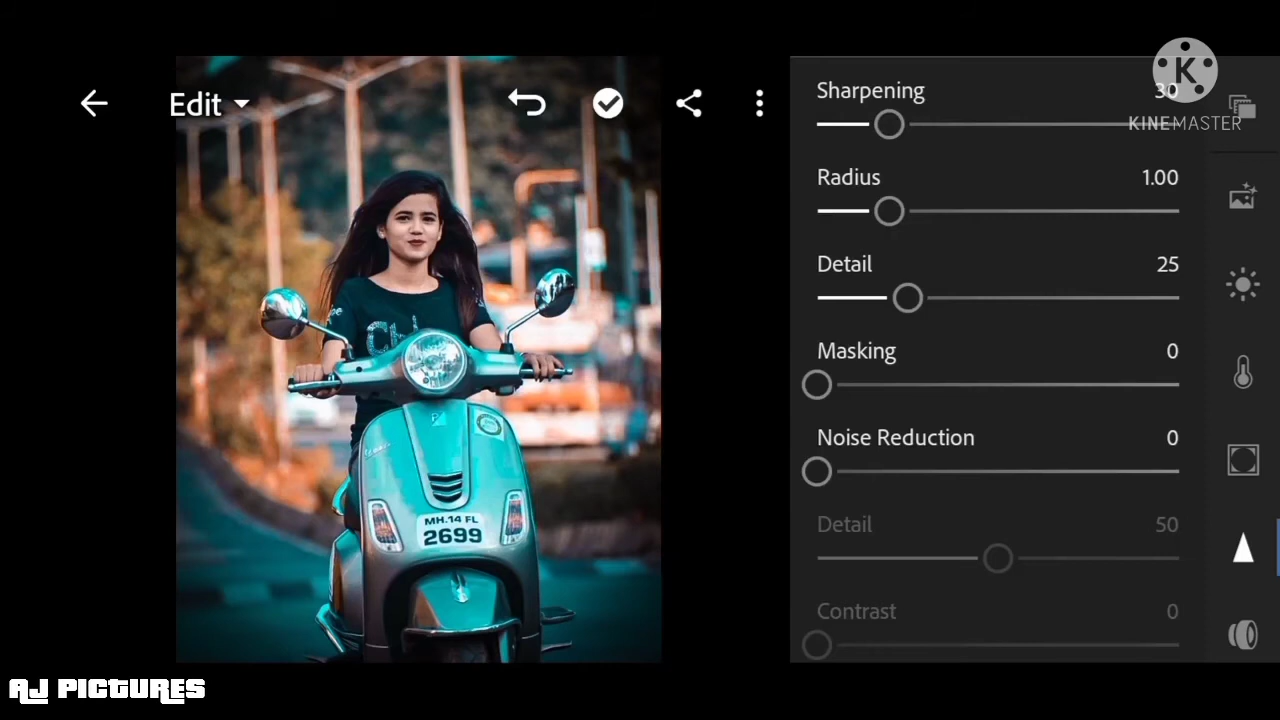 Edit
Sharpening 30
KINEMASTER
Radius 1.00
Detail 25
Masking 0
Noise Reduction 0
Detail 50
Contrast 0
MH.14 FL
2699
AJ PICTURES